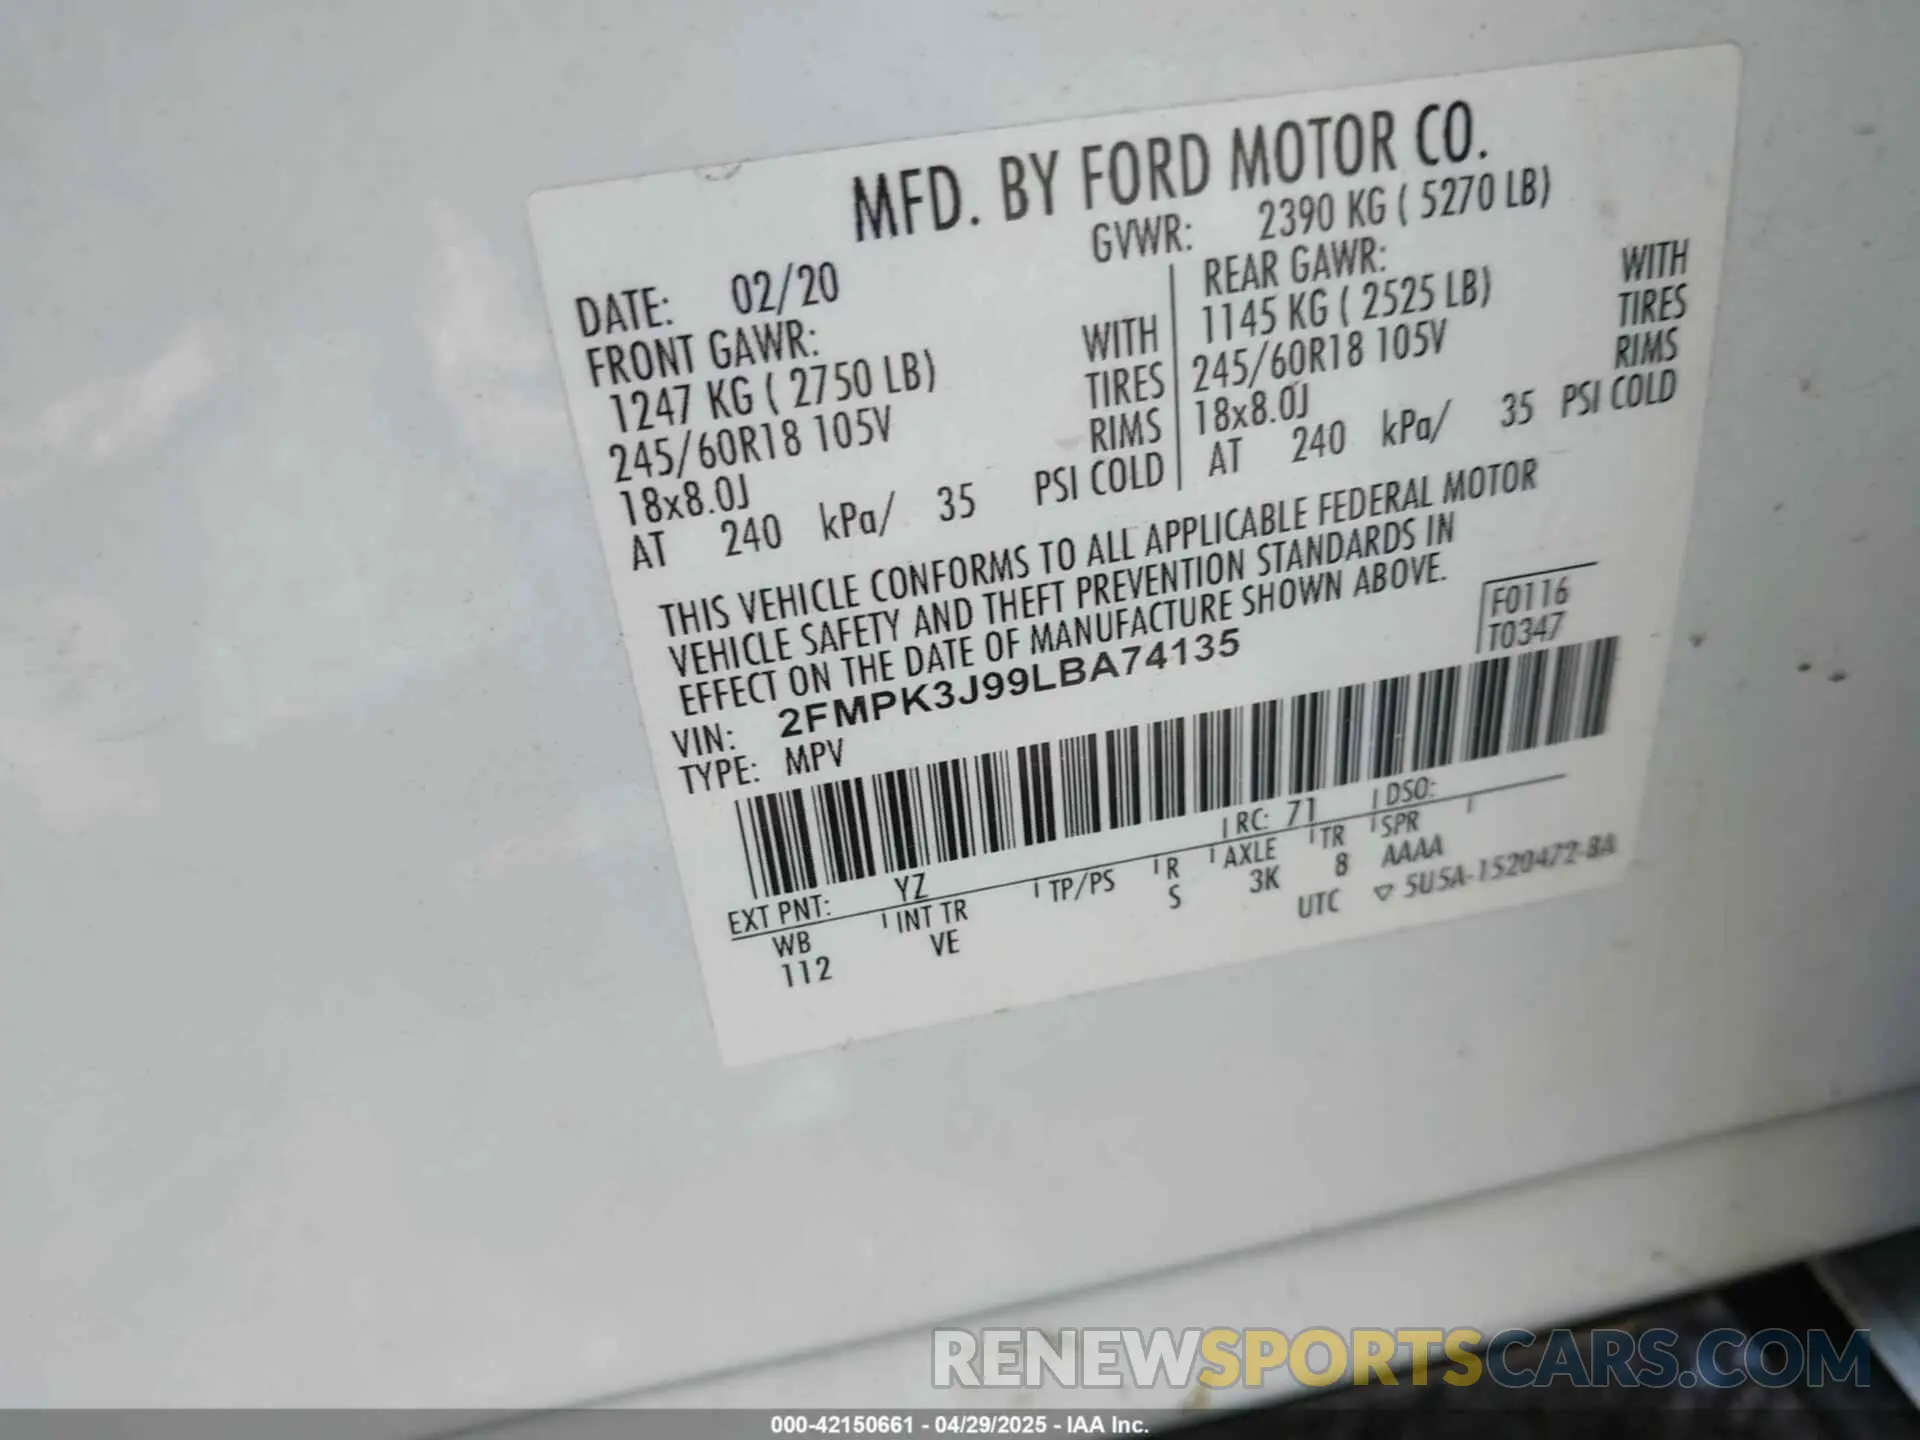 MFD. BY FORD MOTOR CO.
DATE: 02/20 GVWR: 2390 KG ( 5270 LB)
FRONT GAWR: REAR GAWR:
1247 KG ( 2750 LB) WITH 1145 KG ( 2525 LB) WITH
245/60R18 105V TIRES 245/60R18 105V TIRES
18x8.0J RIMS 18x8.0J RIMS
AT 240 kPa/ 35 PSI COLD AT 240 kPa/ 35 PSI COLD
THIS VEHICLE CONFORMS TO ALL APPLICABLE FEDERAL MOTOR
VEHICLE SAFETY AND THEFT PREVENTION STANDARDS IN
EFFECT ON THE DATE OF MANUFACTURE SHOWN ABOVE.
F0116
T0347
VIN: 2FMPK3J99LBA74135
TYPE: MPV
EXT PNT: YZ RC: 71 DSO:
WB INT TR TP/PS R AXLE TR SPR
112 VE S 3K 8 AAAA
UTC ▽ 5U5A-1520472-BA
RENEWSPORTSCARS.COM
000-42150661 - 04/29/2025 - IAA Inc.